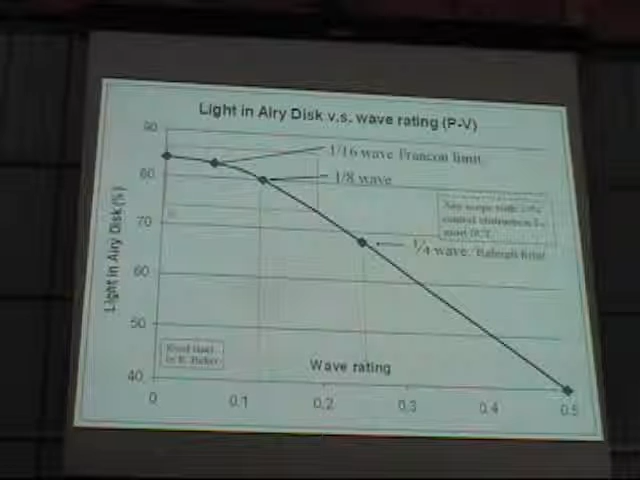 Light in Airy Disk v.s. wave rating (P-V)
90
1/16 wave Francon limit
80
1/8 wave
70
1/4 wave
60
50
40
Light in Airy Disk (%)
Wave rating
0
0.1
0.2
0.3
0.4
0.5